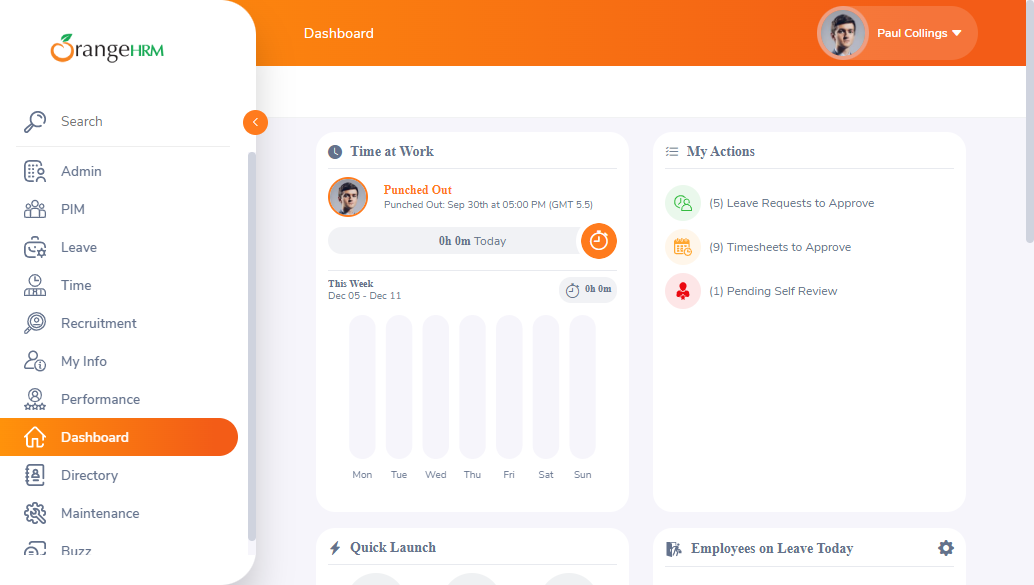 OrangeHRM
Dashboard
Paul Collings
Search
Admin
PIM
Leave
Time
Recruitment
My Info
Performance
Dashboard
Directory
Maintenance
Buzz
Time at Work
Punched Out
Punched Out: Sep 30th at 05:00 PM (GMT 5.5)
0h 0m Today
This Week
Dec 05 - Dec 11
0h 0m
Mon Tue Wed Thu Fri Sat Sun
My Actions
(5) Leave Requests to Approve
(9) Timesheets to Approve
(1) Pending Self Review
Quick Launch
Employees on Leave Today